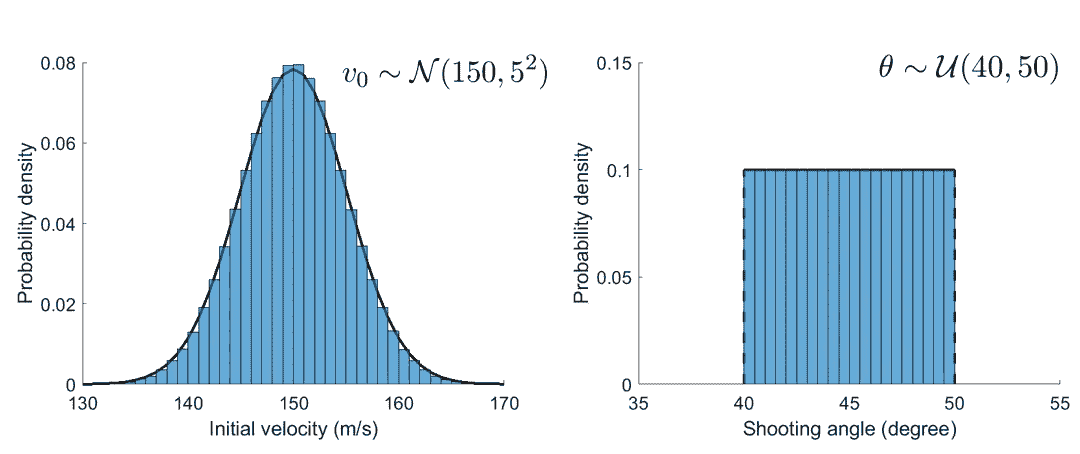 v₀ ∼ 𝒩(150, 5²)
0.08
0.06
0.04
0.02
0
Probability density
130 140 150 160 170
Initial velocity (m/s)
θ ∼ 𝒰(40, 50)
0.15
0.1
0.05
0
Probability density
35 40 45 50 55
Shooting angle (degree)